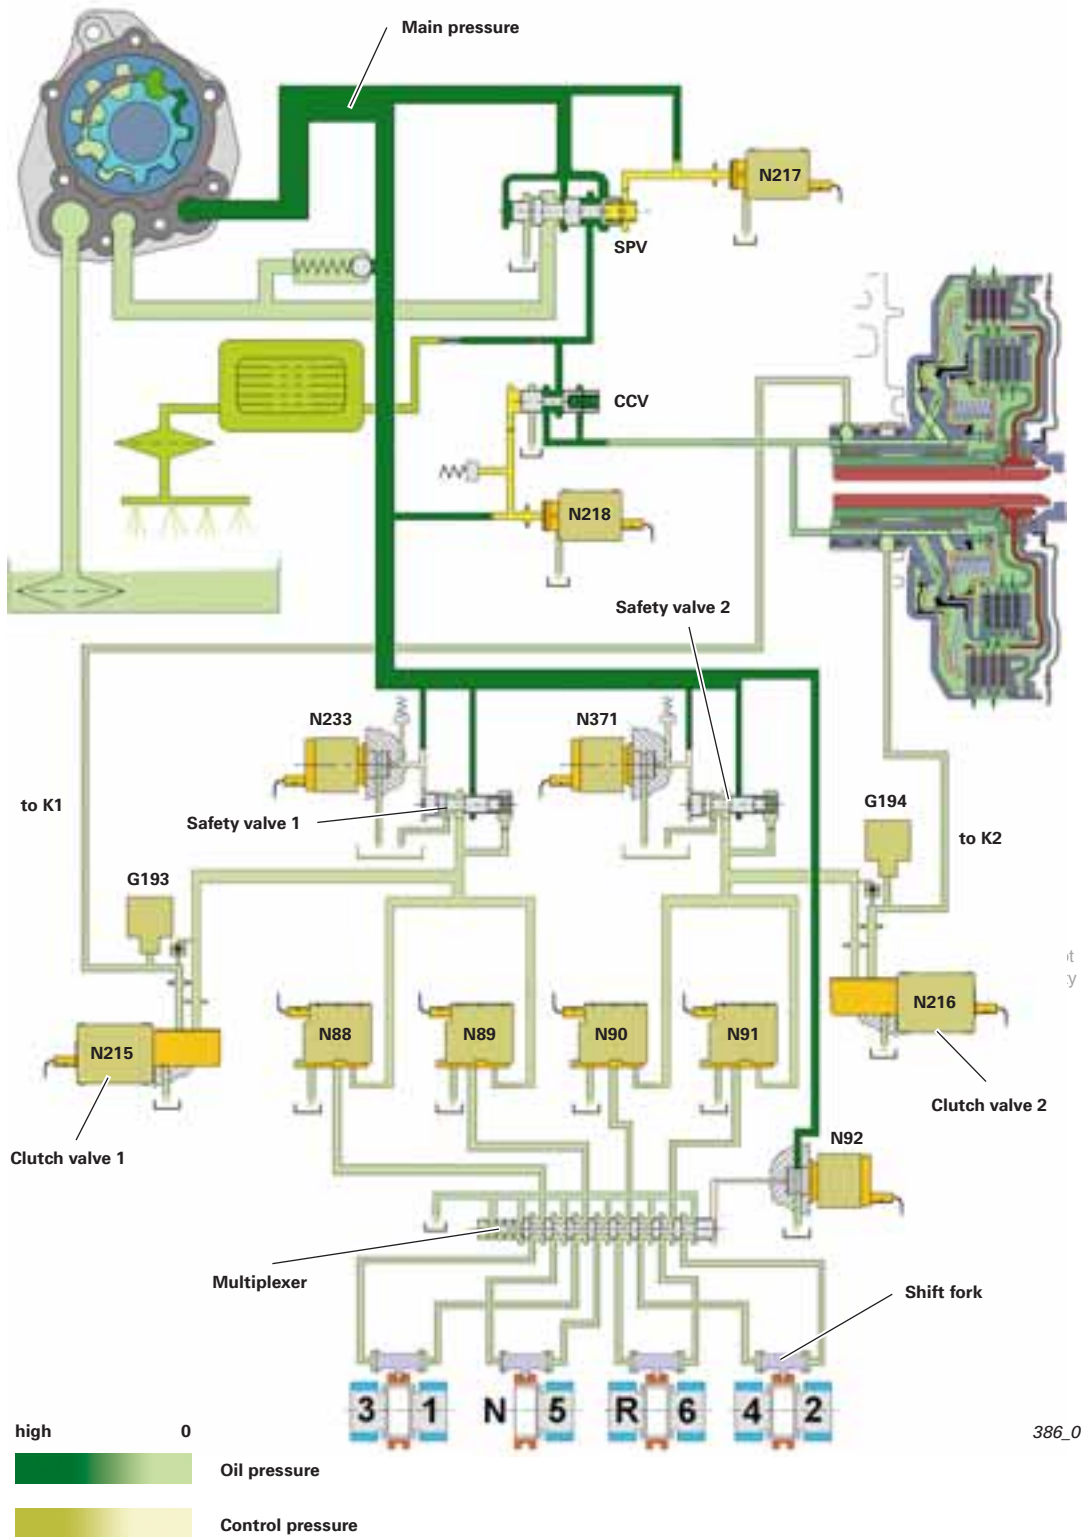 Main pressure
N217
SPV
CCV
N218
Safety valve 2
N233
N371
to K1
Safety valve 1
G194
to K2
G193
N88
N89
N90
N91
N216
N215
Clutch valve 2
Clutch valve 1
N92
Multiplexer
Shift fork
3 1 N 5 R 6 4 2
high 0
386_0
Oil pressure
Control pressure